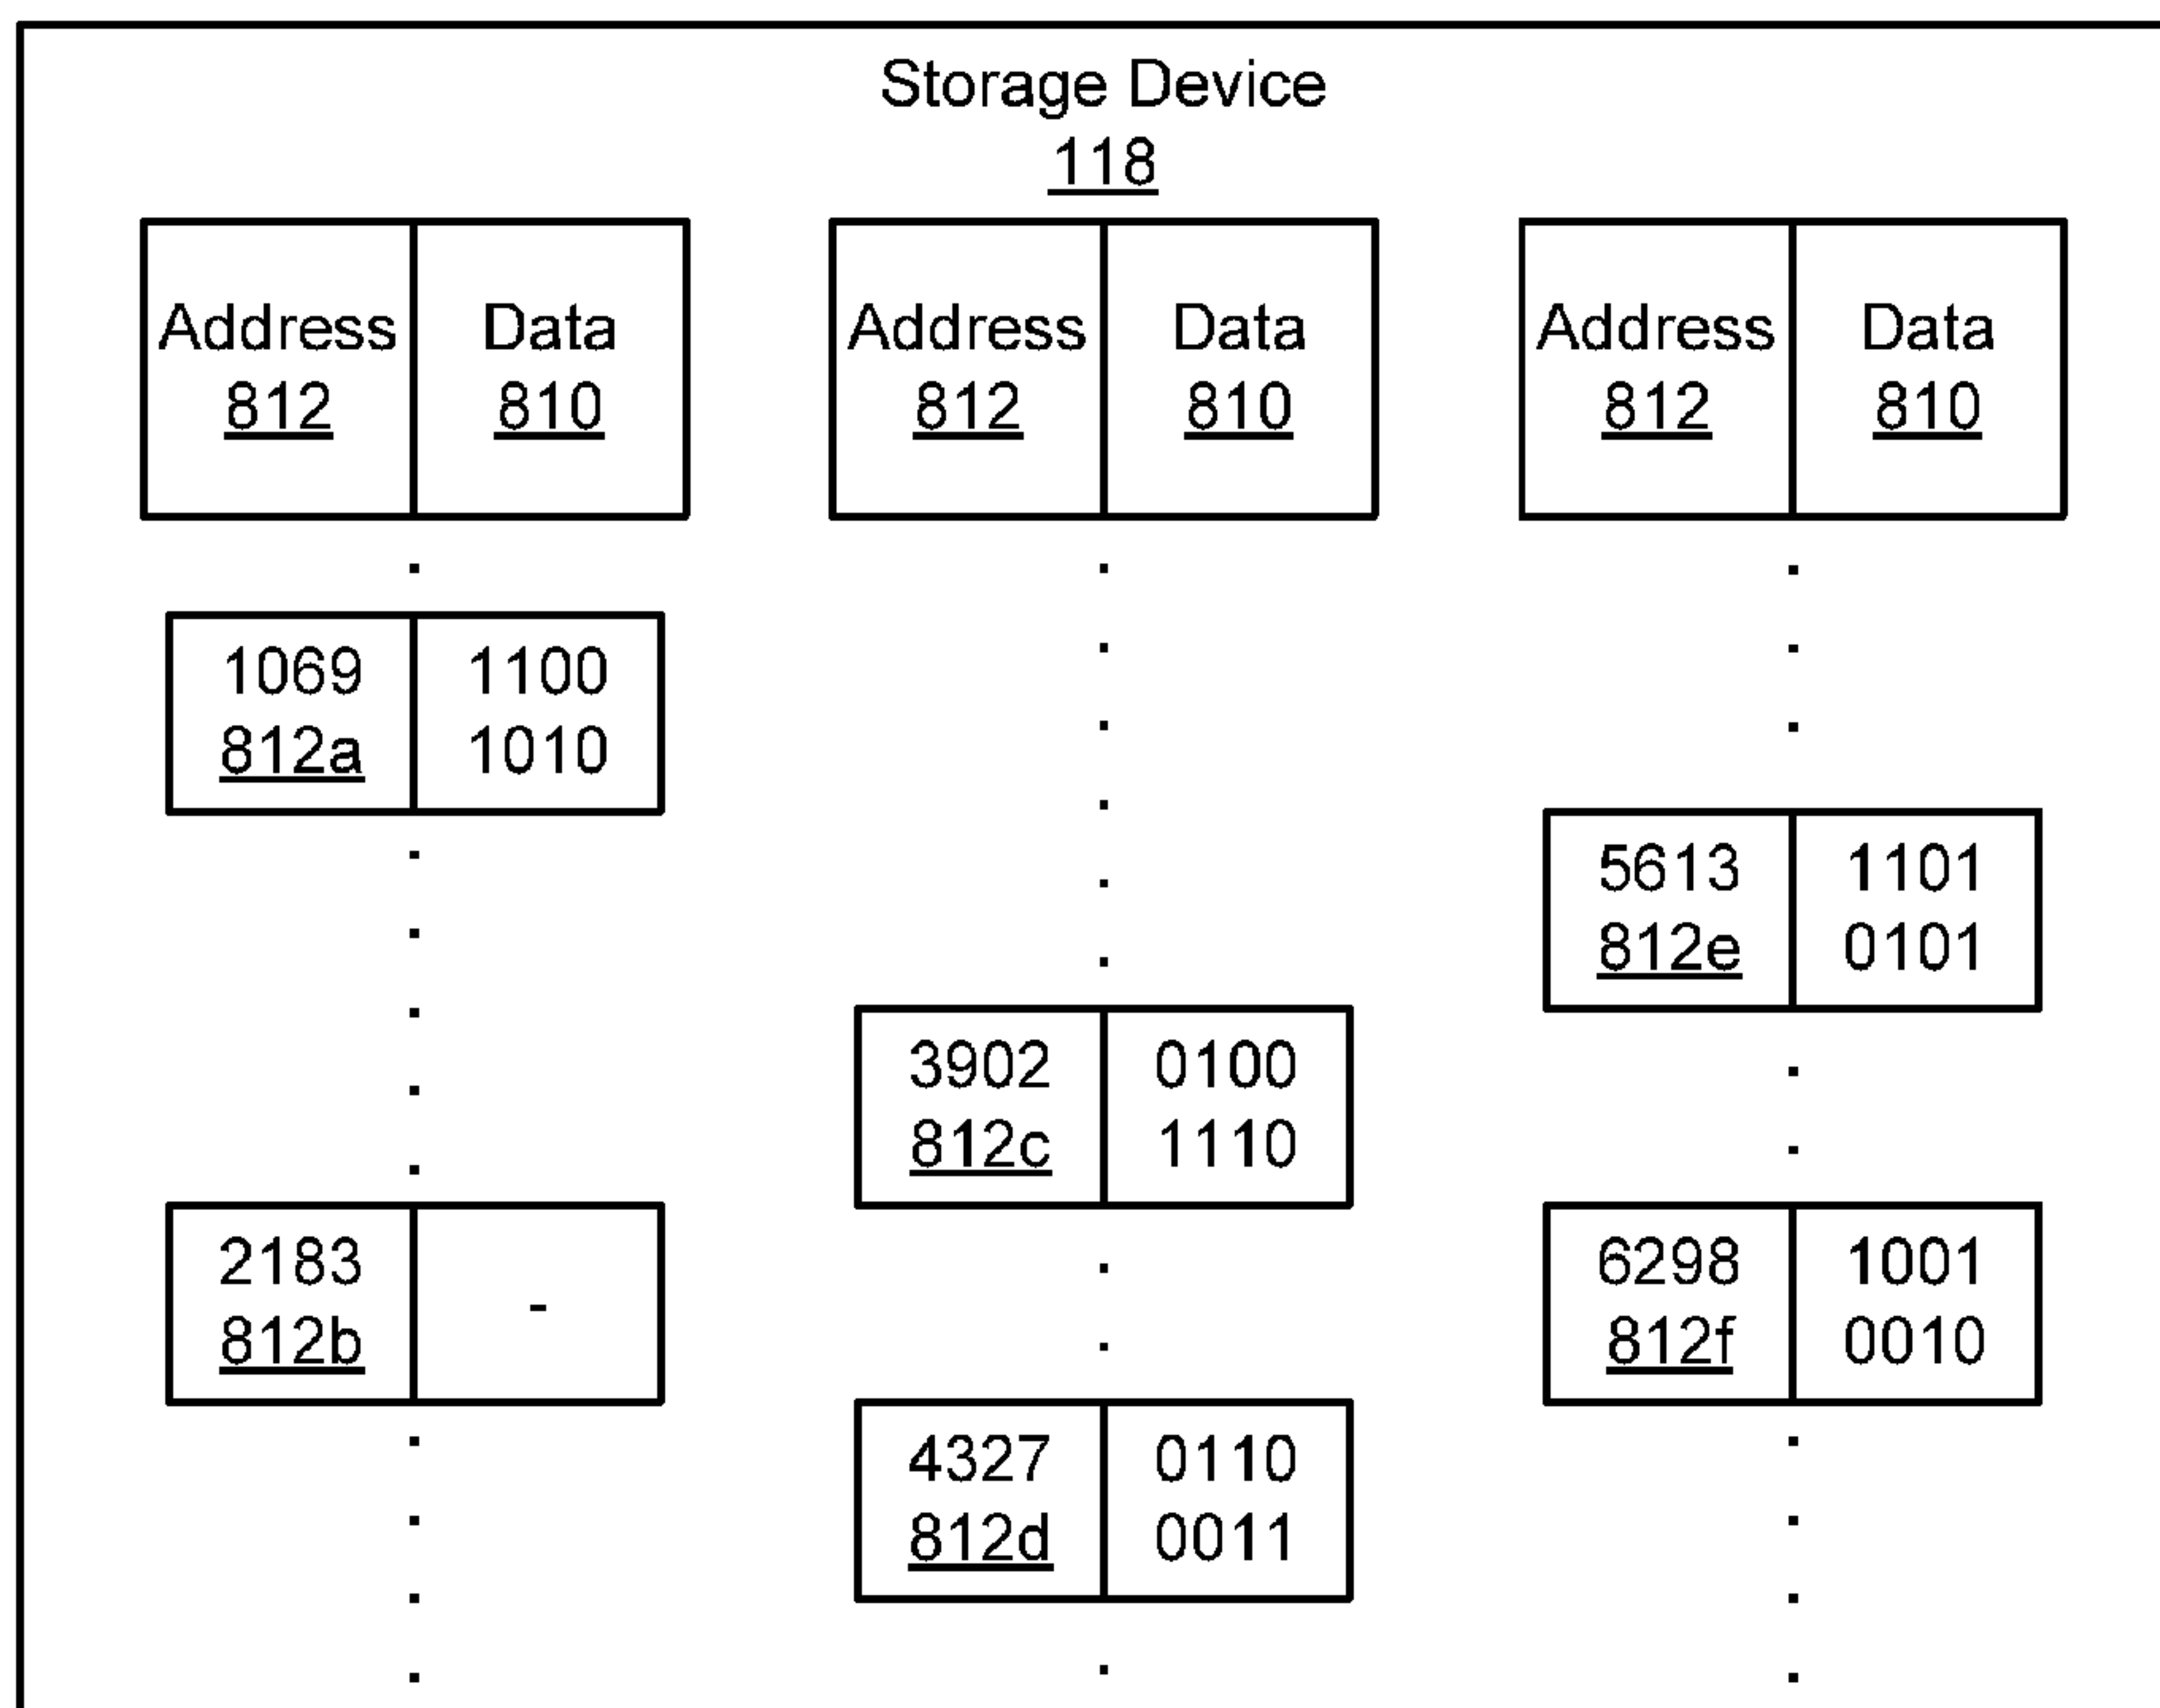 Storage Device
118
Address Data Address Data Address Data
812 810 812 810 812 810
1069 1100
812a 1010
5613 1101
812e 0101
3902 0100
812c 1110
2183 -
812b
6298 1001
812f 0010
4327 0110
812d 0011